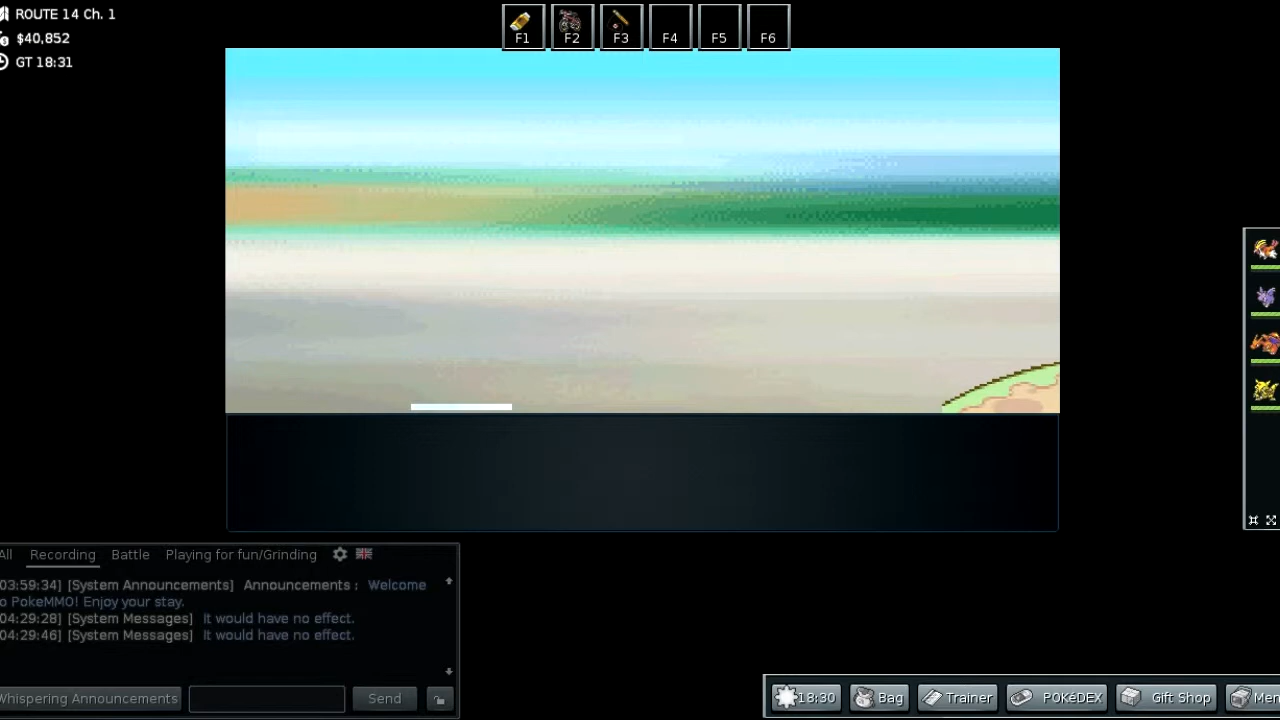 ROUTE 14 Ch. 1
$40,852
GT 18:31
F1 F2 F3 F4 F5 F6
All Recording Battle Playing for fun/Grinding
03:59:34] [System Announcements] Announcements : Welcome
o PokeMMO! Enjoy your stay.
04:29:28] [System Messages] It would have no effect.
04:29:46] [System Messages] It would have no effect.
Whispering Announcements Send
18:30 Bag Trainer POKéDEX Gift Shop Men